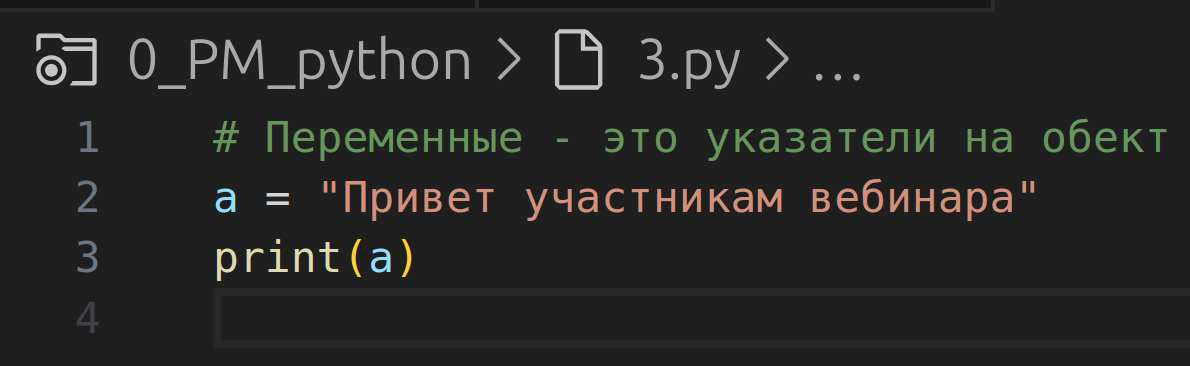 0_PM_python > 3.py > ...
1 # Переменные - это указатели на обект
2 a = "Привет участникам вебинара"
3 print(a)
4